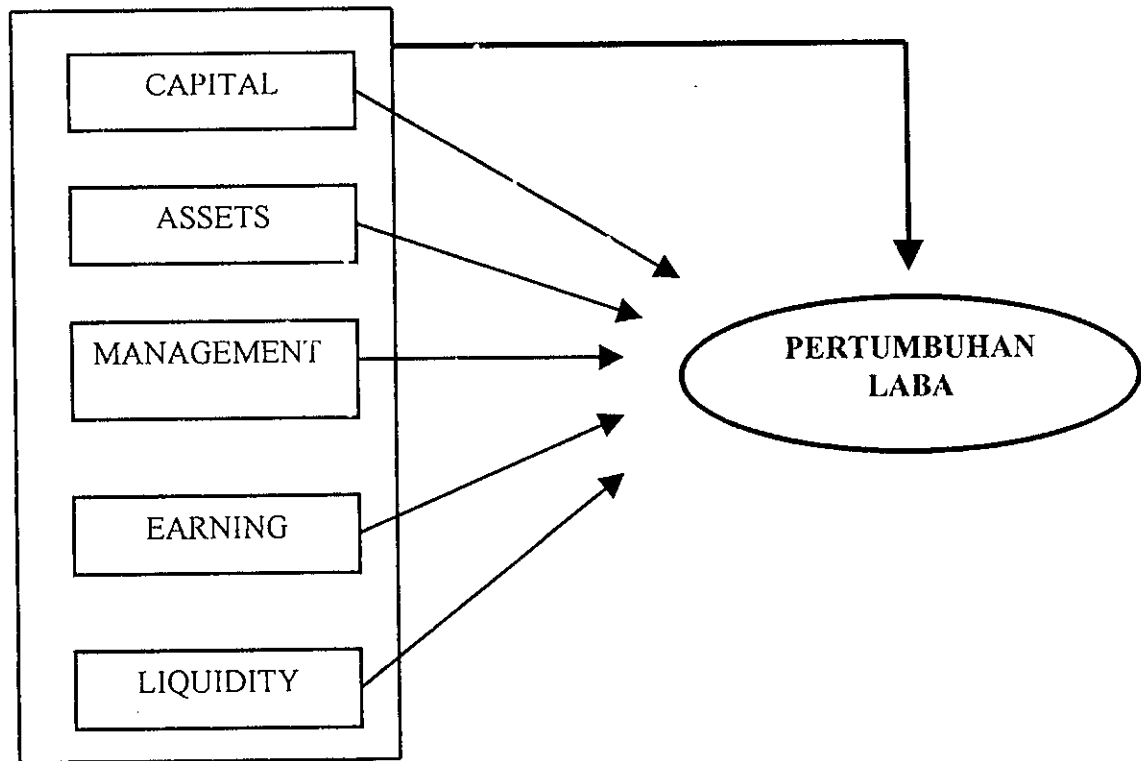 CAPITAL
ASSETS
MANAGEMENT
EARNING
LIQUIDITY
PERTUMBUHAN
LABA